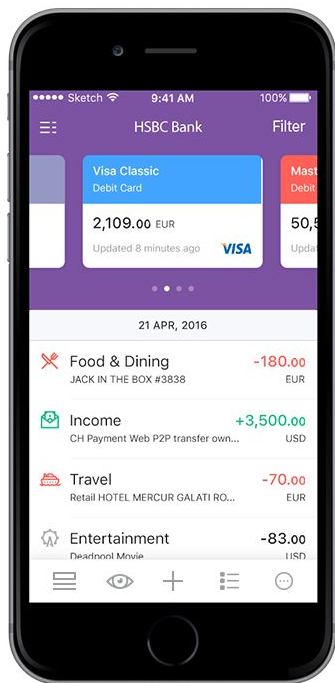 Sketch 9:41 AM 100%
HSBC Bank Filter
Visa Classic
Debit Card
2,109.00 EUR
Updated 8 minutes ago VISA
Mast
Debit
50,5
Updat
21 APR, 2016
Food & Dining -180.00
JACK IN THE BOX #3838 EUR
Income +3,500.00
CH Payment Web P2P transfer own... USD
Travel -70.00
Retail HOTEL MERCUR GALATI RO... EUR
Entertainment -83.00
Deadpool Movie USD